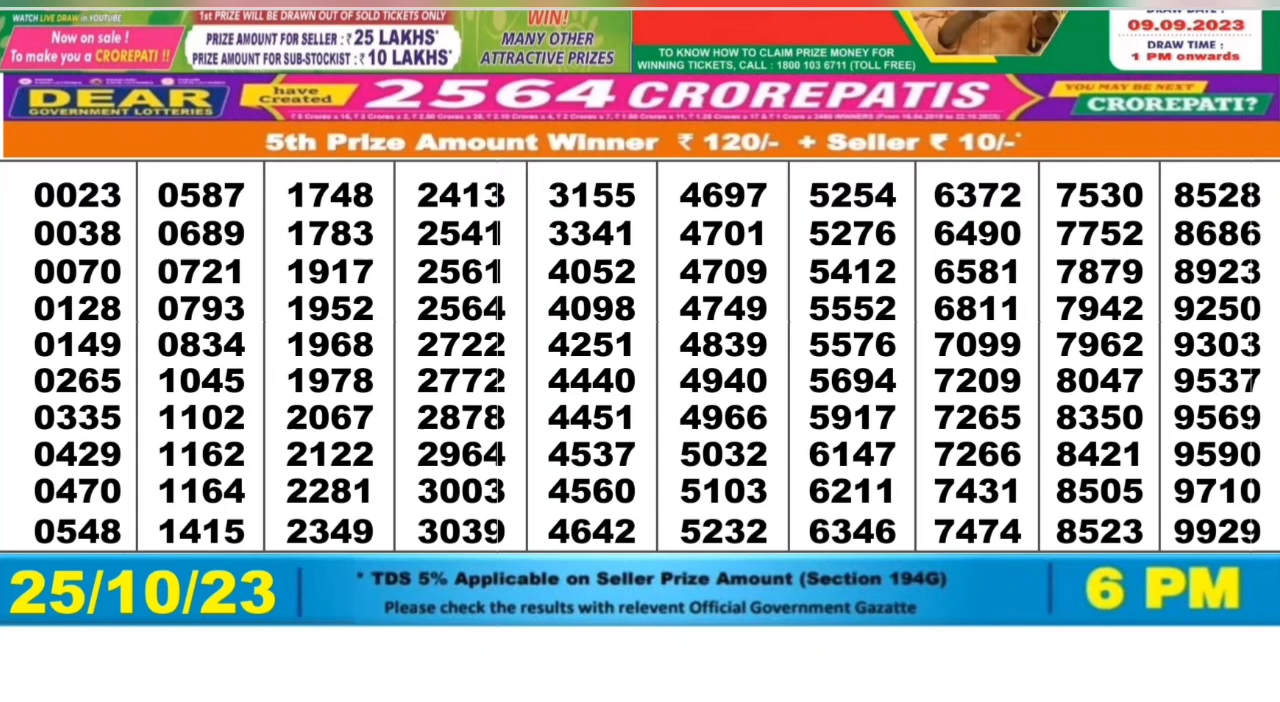 WATCH LIVE DRAW in YOUTUBE
Now on sale !
To make you a CROREPATI !!
1st PRIZE WILL BE DRAWN OUT OF SOLD TICKETS ONLY
PRIZE AMOUNT FOR SELLER : ₹ 25 LAKHS*
PRIZE AMOUNT FOR SUB-STOCKIST : ₹ 10 LAKHS*
WIN!
MANY OTHER
ATTRACTIVE PRIZES
TO KNOW HOW TO CLAIM PRIZE MONEY FOR
WINNING TICKETS, CALL : 1800 103 6711 (TOLL FREE)
DRAW DATE :
09.09.2023
DRAW TIME :
1 PM onwards
DEAR
GOVERNMENT LOTTERIES
have
Created
2564 CROREPATIS
YOU MAY BE NEXT
CROREPATI?
5th Prize Amount Winner ₹ 120/- + Seller ₹ 10/-*
0023 0587 1748 2413 3155 4697 5254 6372 7530 8528
0038 0689 1783 2541 3341 4701 5276 6490 7752 8686
0070 0721 1917 2561 4052 4709 5412 6581 7879 8923
0128 0793 1952 2564 4098 4749 5552 6811 7942 9250
0149 0834 1968 2722 4251 4839 5576 7099 7962 9303
0265 1045 1978 2772 4440 4940 5694 7209 8047 9537
0335 1102 2067 2878 4451 4966 5917 7265 8350 9569
0429 1162 2122 2964 4537 5032 6147 7266 8421 9590
0470 1164 2281 3003 4560 5103 6211 7431 8505 9710
0548 1415 2349 3039 4642 5232 6346 7474 8523 9929
25/10/23
* TDS 5% Applicable on Seller Prize Amount (Section 194G)
Please check the results with relevent Official Government Gazatte
6 PM